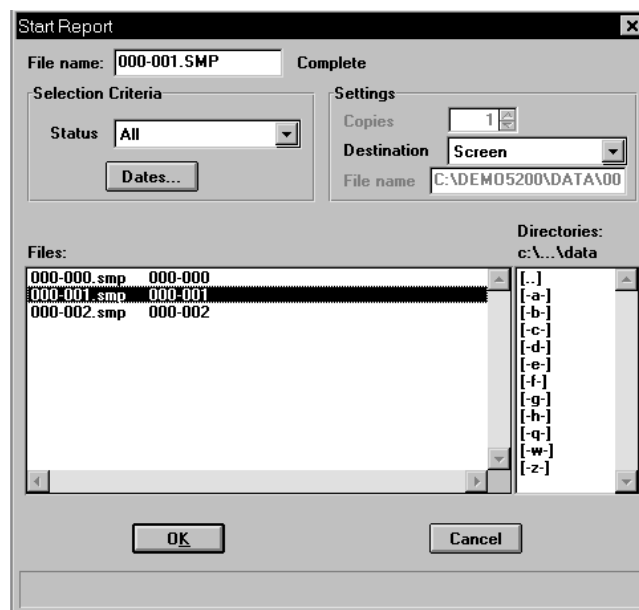 Start Report
File name: 000-001.SMP Complete
Selection Criteria
Status All
Dates...
Settings
Copies 1
Destination Screen
File name C:\DEMO5200\DATA\00
Files:
000-000.smp 000-000
000-001.smp 000-001
000-002.smp 000-002
Directories:
c:\...\data
[..]
[-a-]
[-b-]
[-c-]
[-d-]
[-e-]
[-f-]
[-g-]
[-h-]
[-q-]
[-w-]
[-z-]
OK Cancel